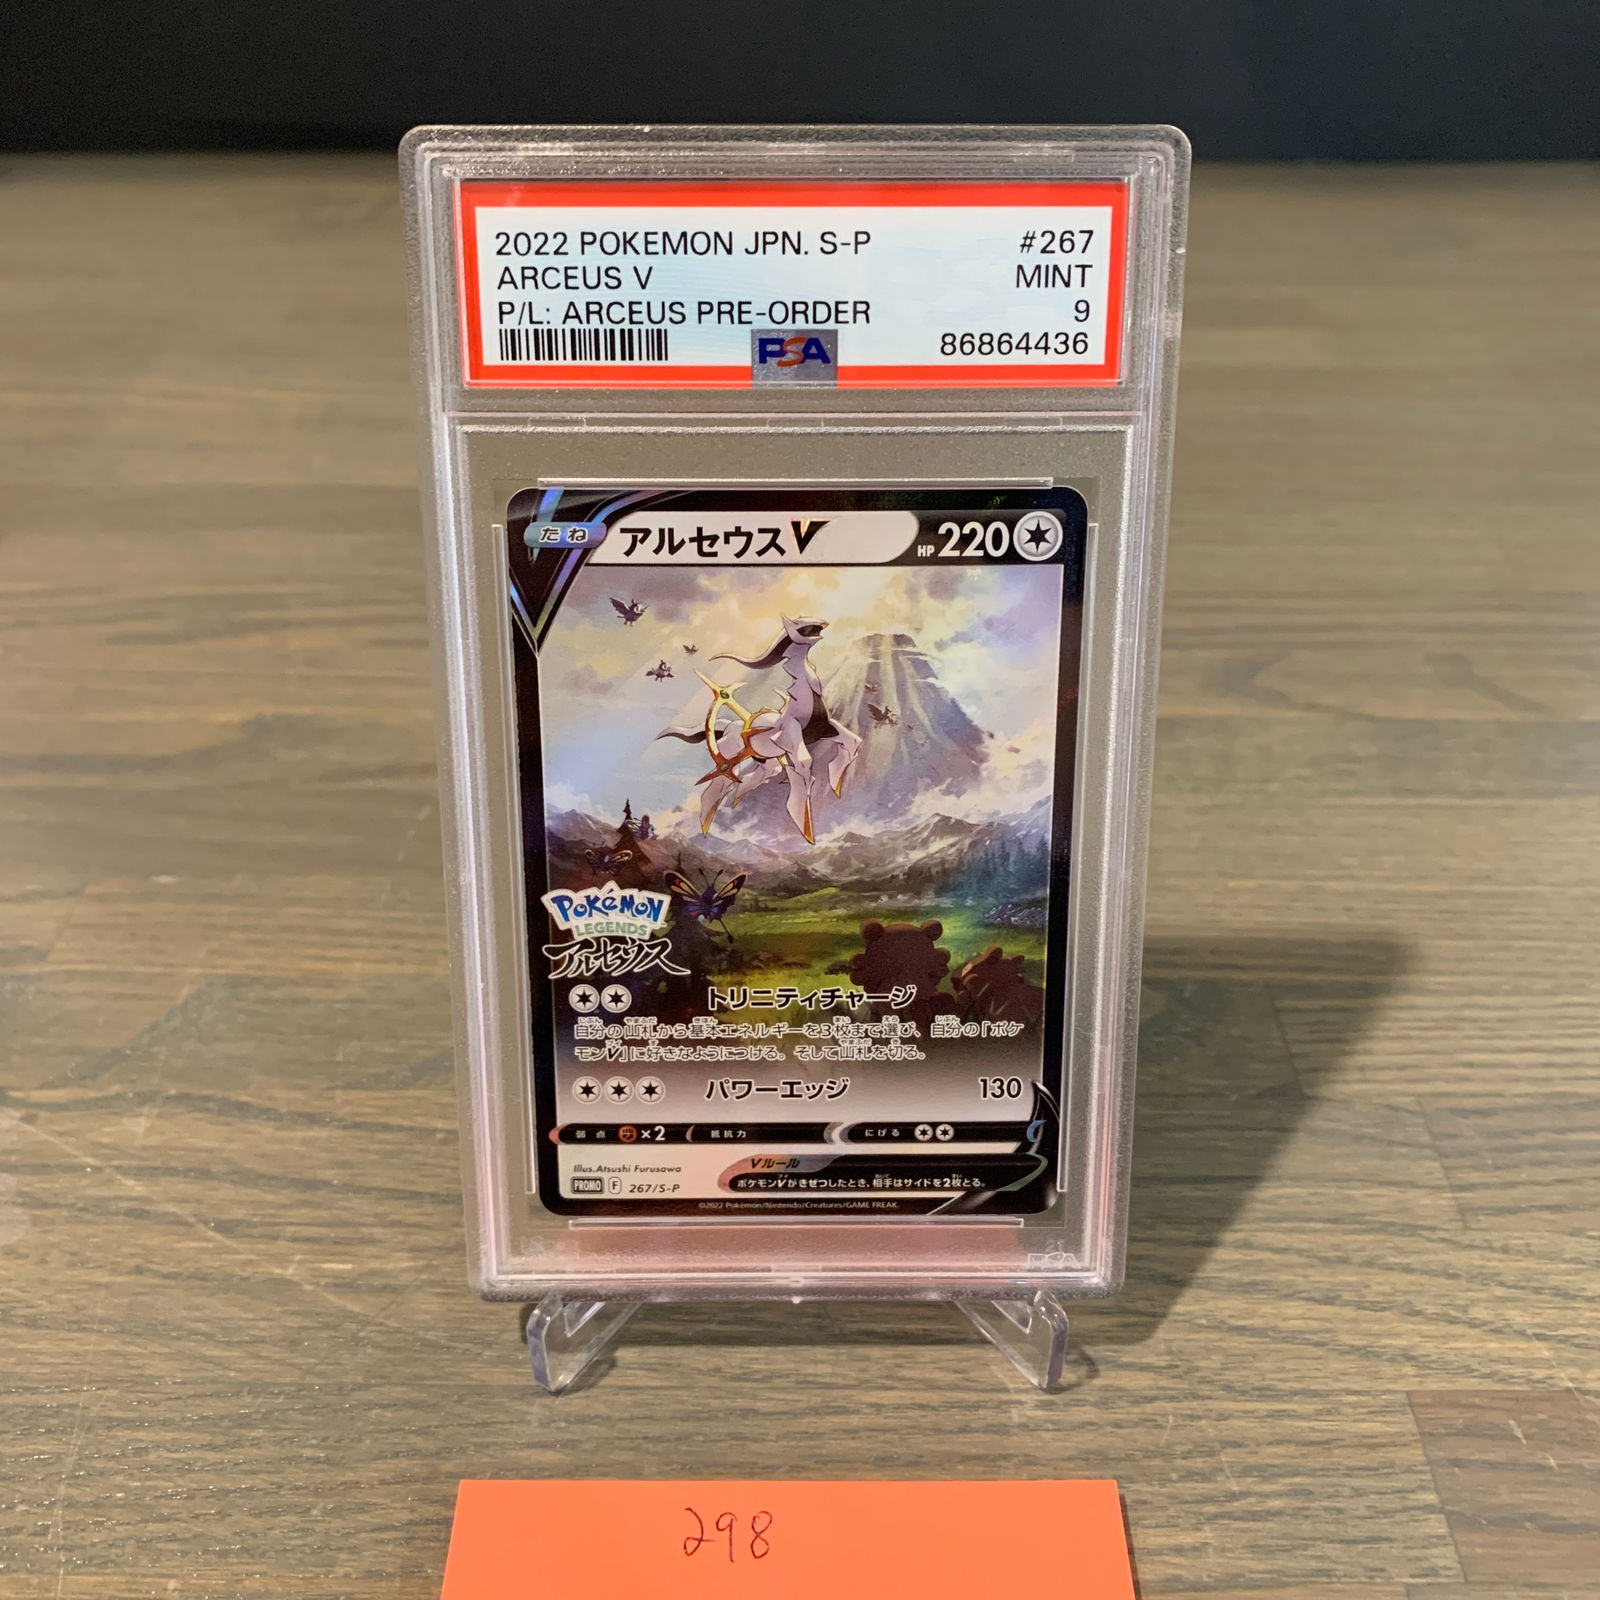 2022 POKEMON JPN. S-P #267
ARCEUS V MINT
P/L: ARCEUS PRE-ORDER 9
PSA 86864436
たね アルセウスV HP 220
POKéMON
LEGENDS
アルセウス
トリニティチャージ
自分の山札から基本エネルギーを3枚まで選び、自分の「ポケ
モンV」に好きなようにつける。そして山札を切る。
パワーエッジ 130
弱点 ×2 抵抗力 にげる
Illus.Atsushi Furusawa Vルール
PROMO F 267/S-P ポケモンVがきぜつしたとき、相手はサイドを2枚とる。
©2022 Pokémon/Nintendo/Creatures/GAME FREAK.
PSA
298